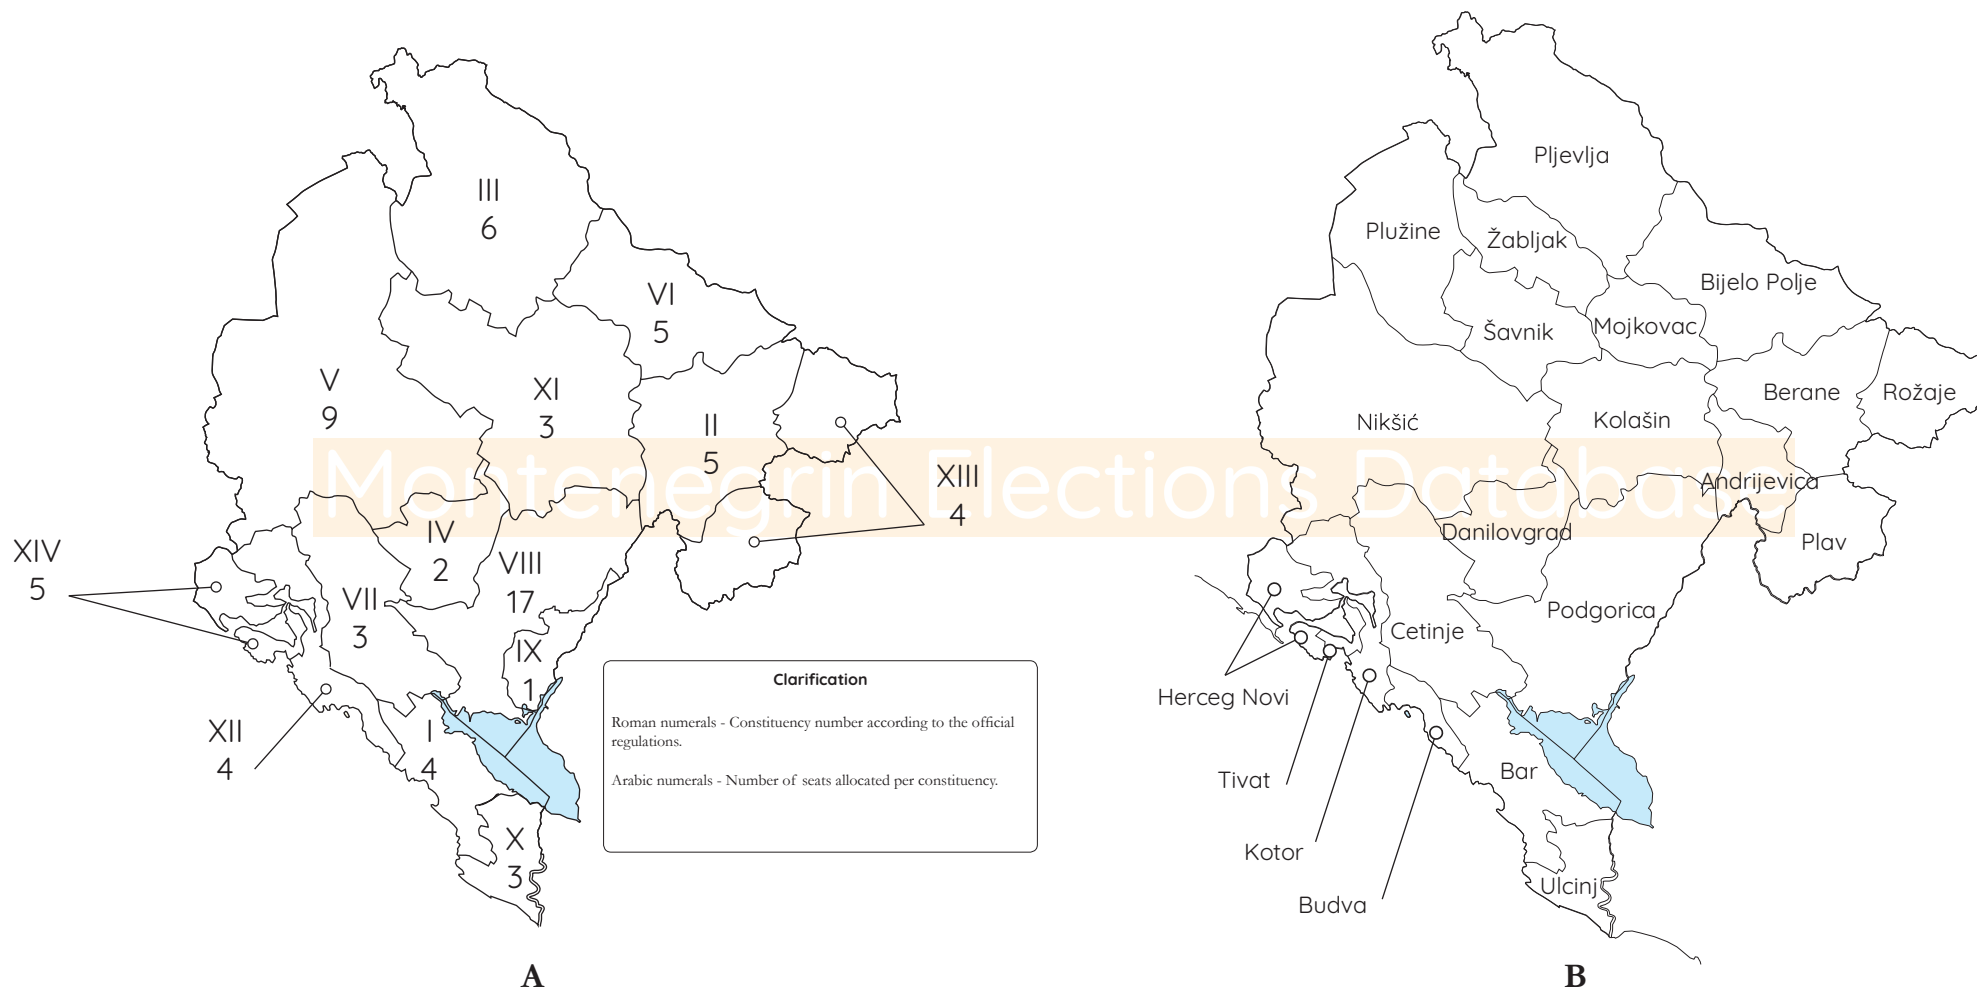 III
6
VI
5
V
9
XI
3
II
5
XIII
4
IV
2
VIII
17
XIV
5
VII
3
IX
1
XII
4
I
4
X
3
Clarification
Roman numerals - Constituency number according to the official
regulations.
Arabic numerals - Number of seats allocated per constituency.
A
Montenegrin Elections Database
Pljevlja
Plužine
Žabljak
Bijelo Polje
Šavnik
Mojkovac
Berane
Rožaje
Nikšić
Kolašin
Andrijevica
Danilovgrad
Plav
Podgorica
Cetinje
Herceg Novi
Tivat
Bar
Kotor
Ulcinj
Budva
B